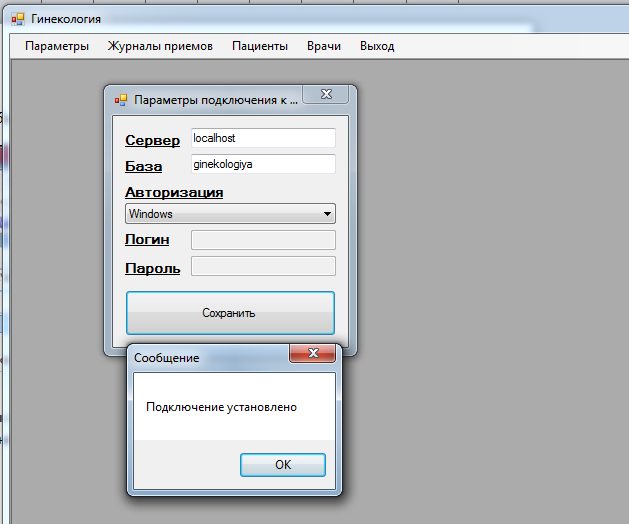 Гинекология
Параметры Журналы приемов Пациенты Врачи Выход
Параметры подключения к ...
Сервер localhost
База ginekologiya
Авторизация
Windows
Логин
Пароль
Сохранить
Сообщение
Подключение установлено
OK